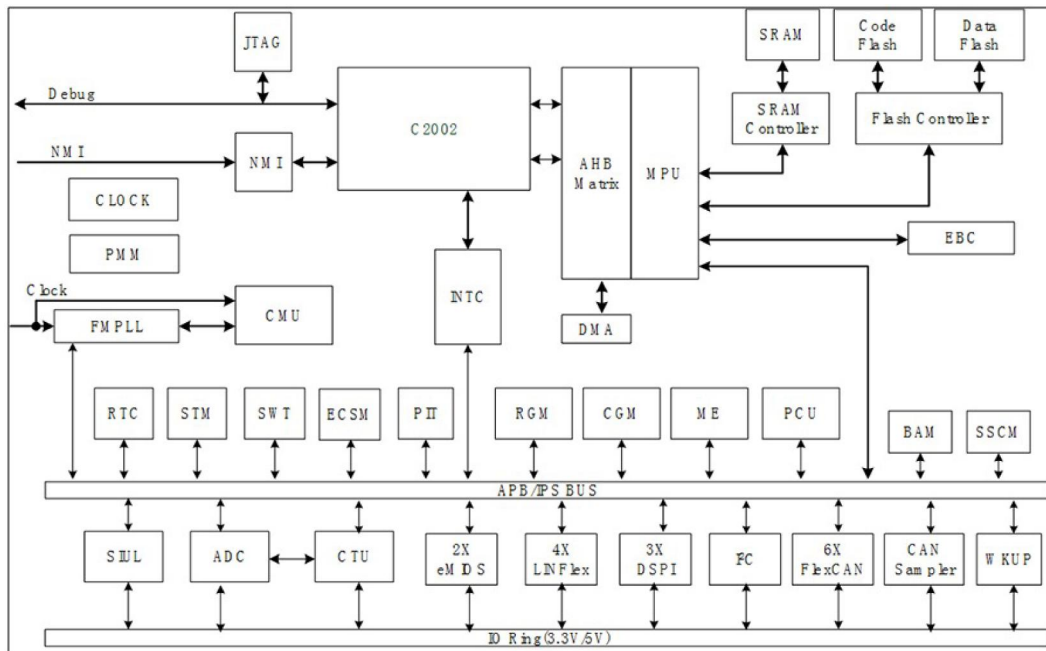 JTAG
SRAM
Code
Flash
Data
Flash
Debug
C2002
SRAM
Controller
Flash Controller
NMI
NMI
AHB
Matrix
MPU
CLOCK
EBC
PMM
Clock
INTC
CMU
FMPLL
DMA
RTC
STM
SWT
ECSM
PIT
RGM
CGM
ME
PCU
BAM
SSCM
APB/IPS BUS
SIUL
ADC
CTU
2X
eMIOS
4X
LINFlex
3X
DSPI
I²C
6X
FlexCAN
CAN
Sampler
WKUP
IO Ring(3.3V/5V)